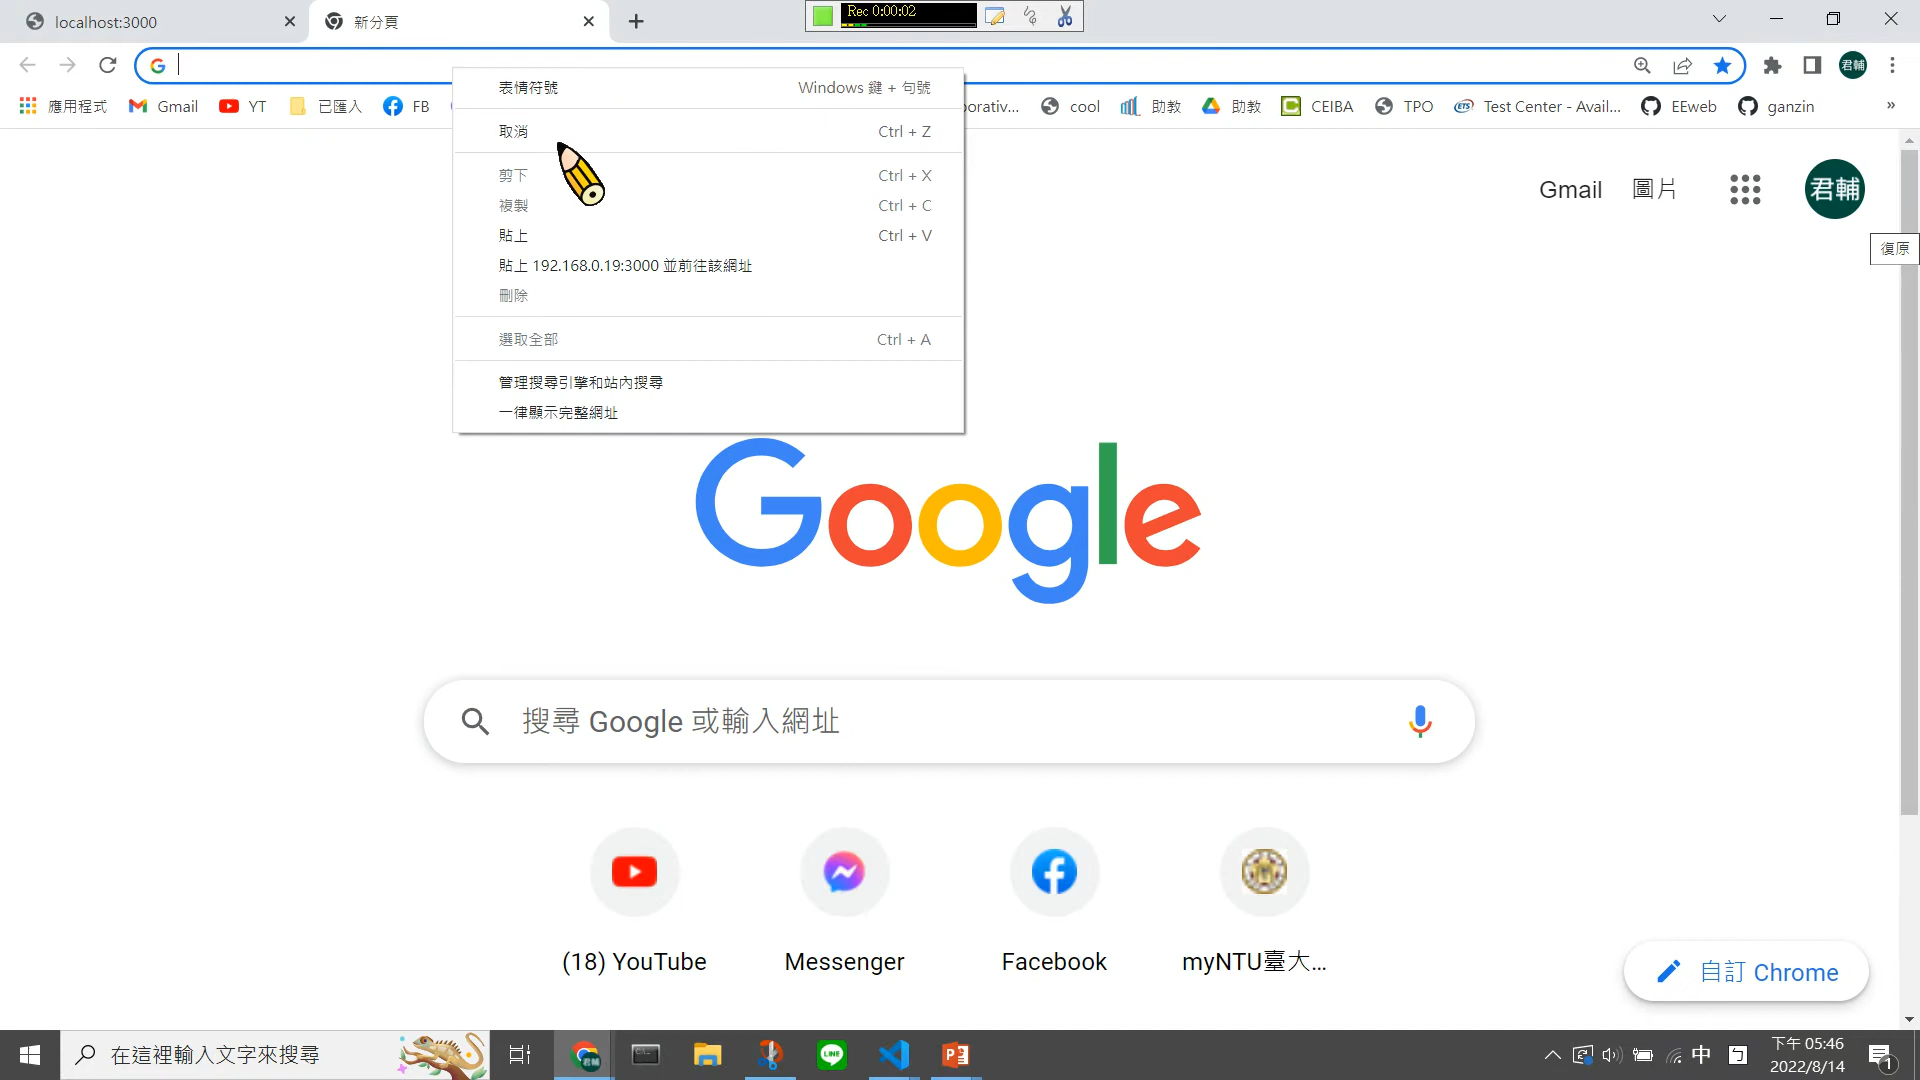 localhost:3000
新分頁
Rec 0:00:02
應用程式
Gmail
YT
已匯入
FB
orativ...
cool
助教
助教
CEIBA
TPO
Test Center - Avail...
EEweb
ganzin
»
表情符號 Windows 鍵 + 句號
取消 Ctrl + Z
剪下 Ctrl + X
複製 Ctrl + C
貼上 Ctrl + V
貼上 192.168.0.19:3000 並前往該網址
刪除
選取全部 Ctrl + A
管理搜尋引擎和站內搜尋
一律顯示完整網址
君輔
Gmail 圖片
君輔
復原
Google
搜尋 Google 或輸入網址
(18) YouTube
Messenger
Facebook
myNTU臺大...
自訂 Chrome
在這裡輸入文字來搜尋
LINE
中
下午 05:46
2022/8/14
1